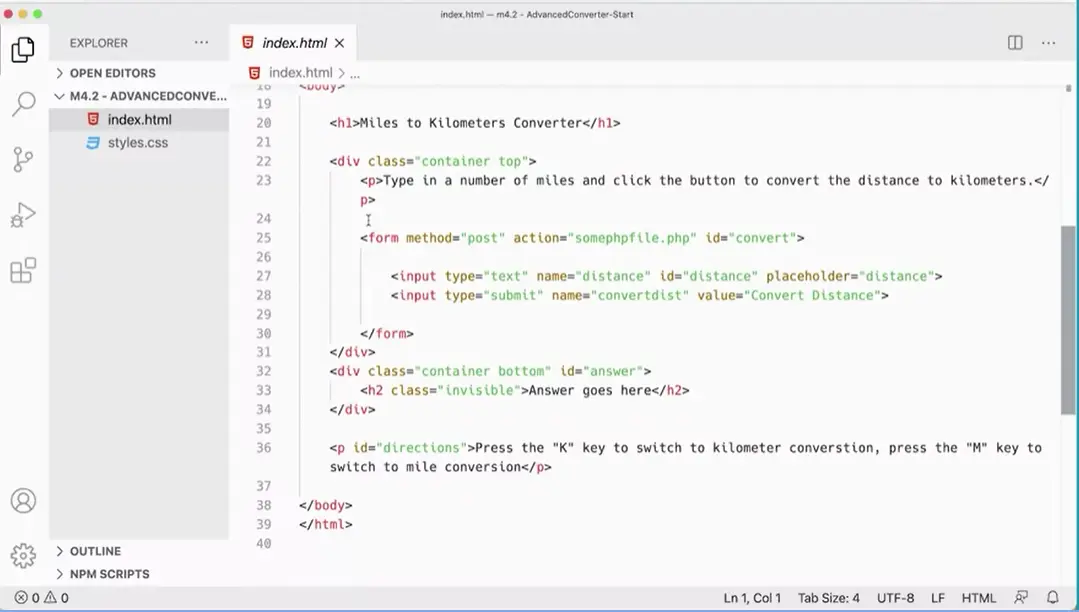 index.html — m4.2 - AdvancedConverter-Start
EXPLORER
index.html
OPEN EDITORS
M4.2 - ADVANCEDCONVE...
index.html
styles.css
OUTLINE
NPM SCRIPTS
index.html > ...
18 <body>
19
20 <h1>Miles to Kilometers Converter</h1>
21
22 <div class="container top">
23 <p>Type in a number of miles and click the button to convert the distance to kilometers.</
p>
24
25 <form method="post" action="somephpfile.php" id="convert">
26
27 <input type="text" name="distance" id="distance" placeholder="distance">
28 <input type="submit" name="convertdist" value="Convert Distance">
29
30 </form>
31 </div>
32 <div class="container bottom" id="answer">
33 <h2 class="invisible">Answer goes here</h2>
34 </div>
35
36 <p id="directions">Press the "K" key to switch to kilometer converstion, press the "M" key to
switch to mile conversion</p>
37
38 </body>
39 </html>
40
0 0
Ln 1, Col 1 Tab Size: 4 UTF-8 LF HTML